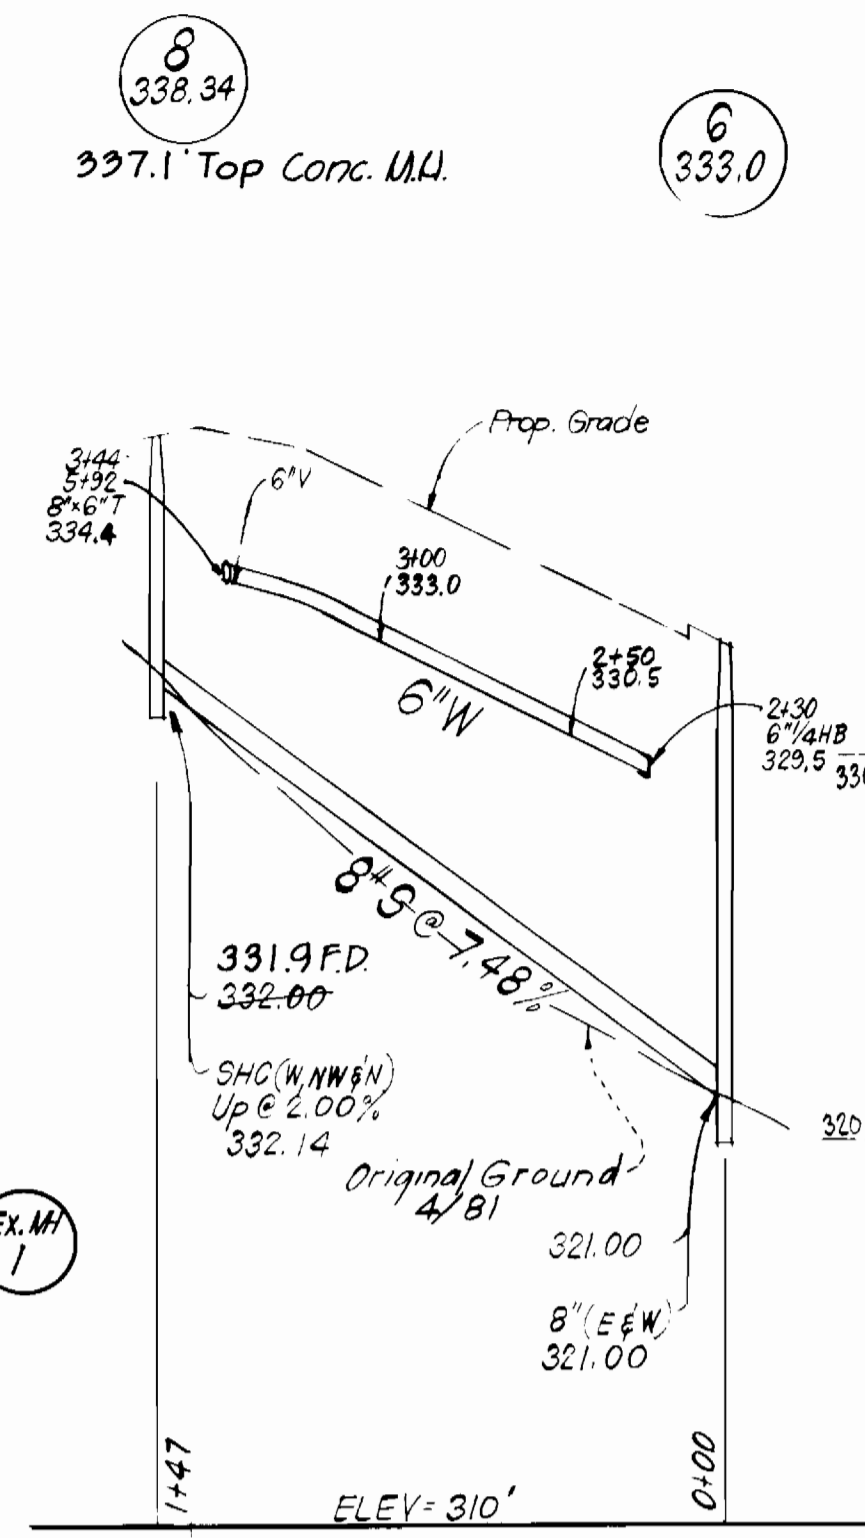 8
338.34
337.1' Top Conc. M.H.
6
333.0
Prop. Grade
3+44
5+92
8"x6"T
334.4
6"V
3+00
333.0
2+50
330.5
6"W
2+30
6" 1/4HB
329.5
8"S @ 7.48%
331.9 F.D.
332.00
SHC (W, NW & N)
Up @ 2.00%
332.14
320
Original Ground
4/81
EX. MH
1
321.00
8" (E & W)
321.00
1+47
0+00
ELEV = 310'